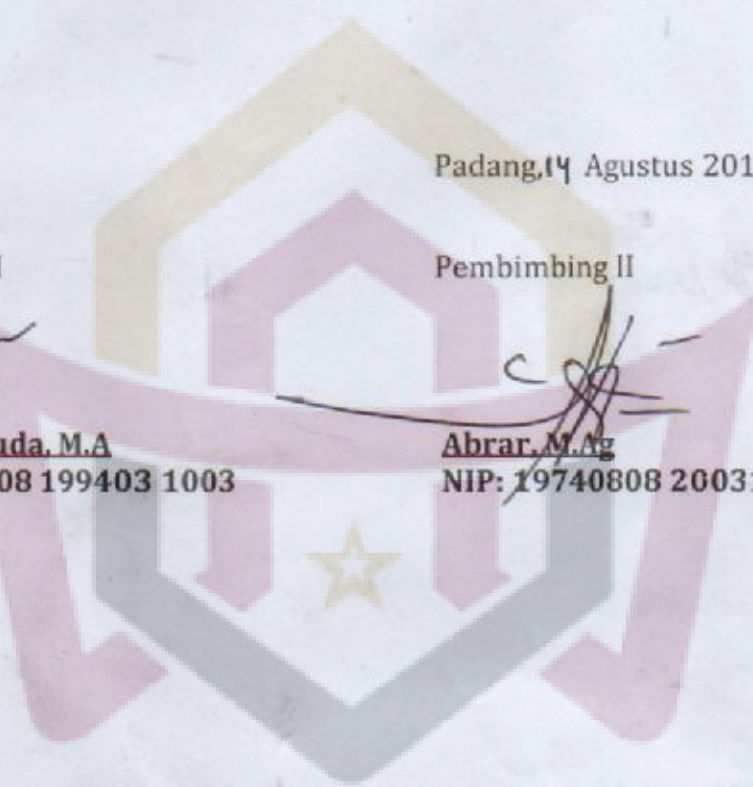 Padang,14 Agustus 201
I
Pembimbing II
uda, M.A
Abrar, M.Ag
08 199403 1003
NIP: 19740808 20031